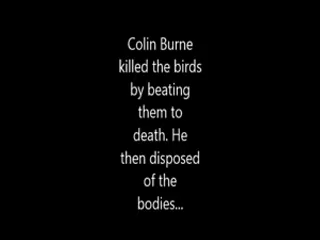 Colin Burne
killed the birds
by beating
them to
death. He
then disposed
of the
bodies...